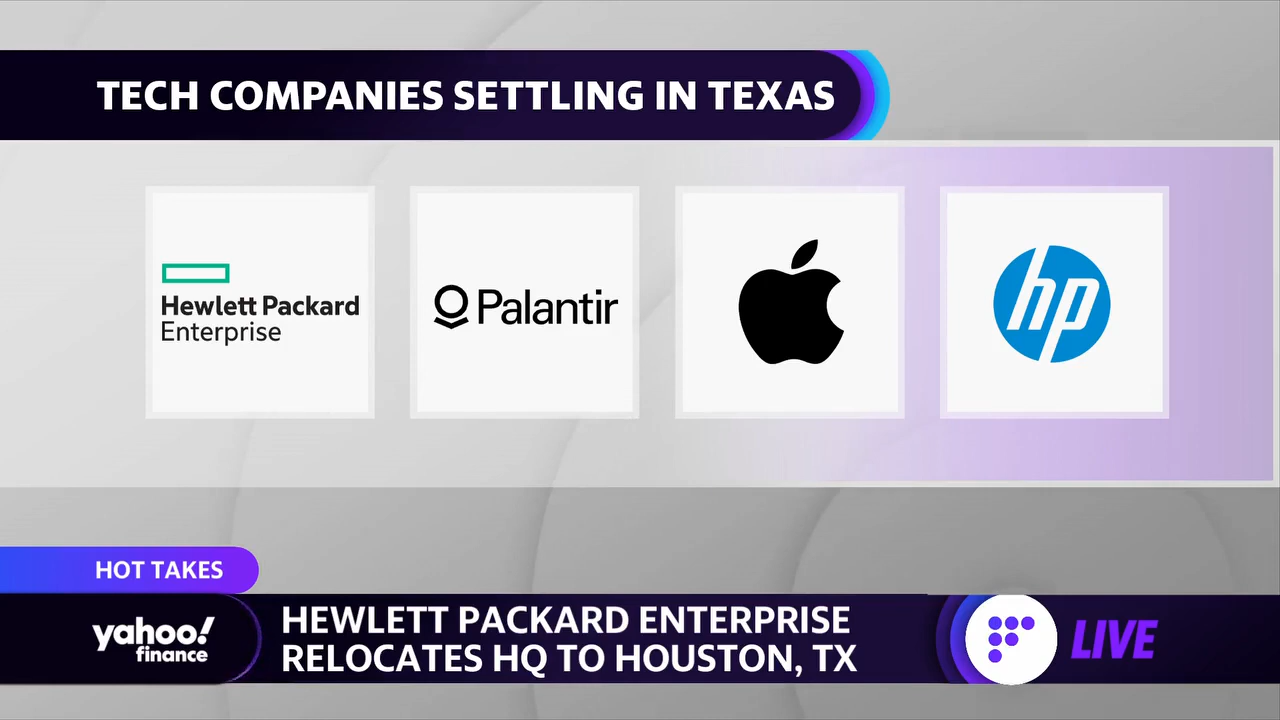 TECH COMPANIES SETTLING IN TEXAS
Hewlett Packard
Enterprise
Palantir
hp
HOT TAKES
yahoo!
finance
HEWLETT PACKARD ENTERPRISE
RELOCATES HQ TO HOUSTON, TX
LIVE